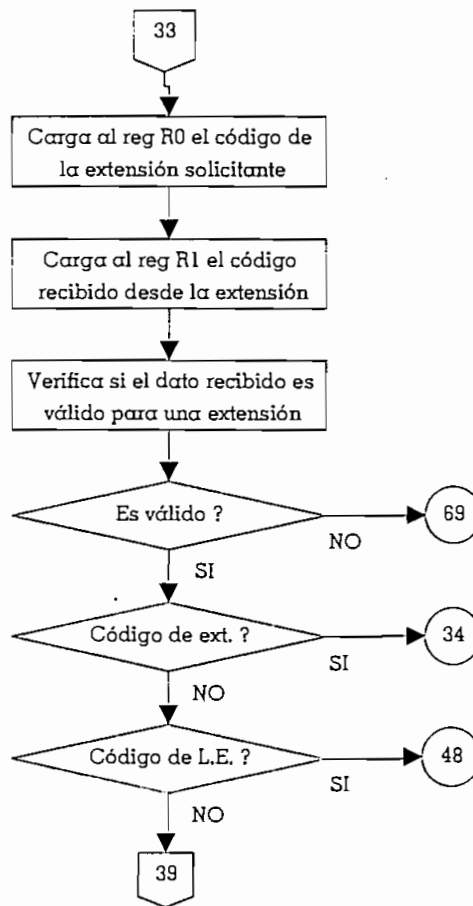 33
Carga al reg R0 el código de
la extensión solicitante
Carga al reg R1 el código
recibido desde la extensión
Verifica si el dato recibido es
válido para una extensión
Es válido ?
NO
69
SI
Código de ext. ?
SI
34
NO
Código de L.E. ?
SI
48
NO
39